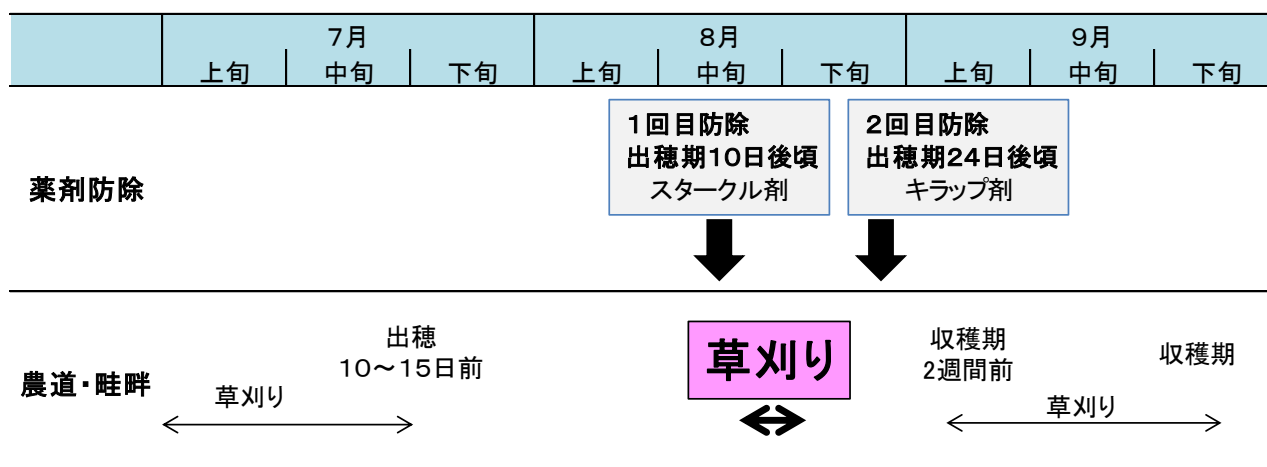 7月 8月 9月
上旬 中旬 下旬 上旬 中旬 下旬 上旬 中旬 下旬
薬剤防除
1回目防除
出穂期10日後頃
スタークル剤
2回目防除
出穂期24日後頃
キラップ剤
農道・畦畔
草刈り
出穂
10～15日前
草刈り
収穫期
2週間前
草刈り
収穫期